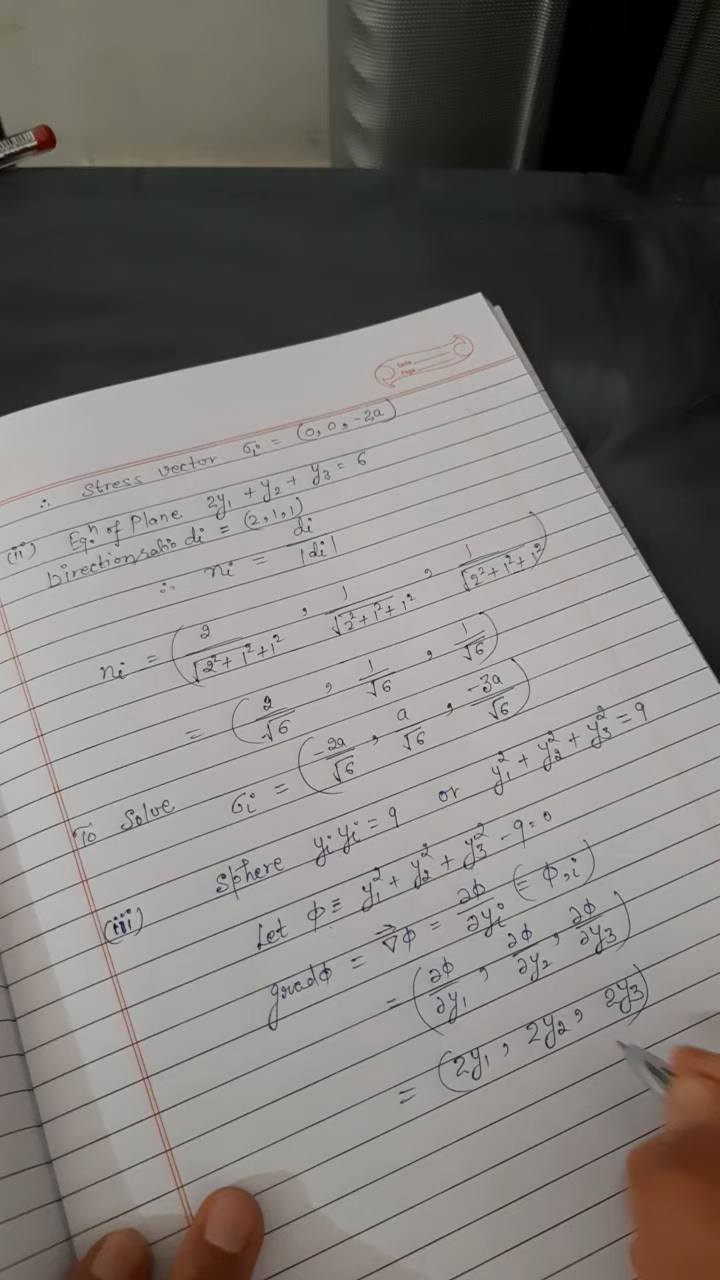 Date
Page
∴ Stress vector σi = (0, 0, -2a)
(ii) Eqⁿ of Plane 2y₁ + y₂ + y₃ = 6
Direction ratio di = (2, 1, 1)
∴ ni = di / |di|
ni = (2/√(2²+1²+1²), 1/√(2²+1²+1²), 1/√(2²+1²+1²))
= (2/√6, 1/√6, 1/√6)
To Solve σi = (-2a/√6, a/√6, -3a/√6)
(iii) Sphere yiyi = 9 or y₁² + y₂² + y₃² = 9
Let ϕ ≡ y₁² + y₂² + y₃² - 9 = 0
gradϕ = ∇⃗ϕ = ∂ϕ/∂yi (= ϕ,i)
= (∂ϕ/∂y₁, ∂ϕ/∂y₂, ∂ϕ/∂y₃)
= (2y₁, 2y₂, 2y₃)